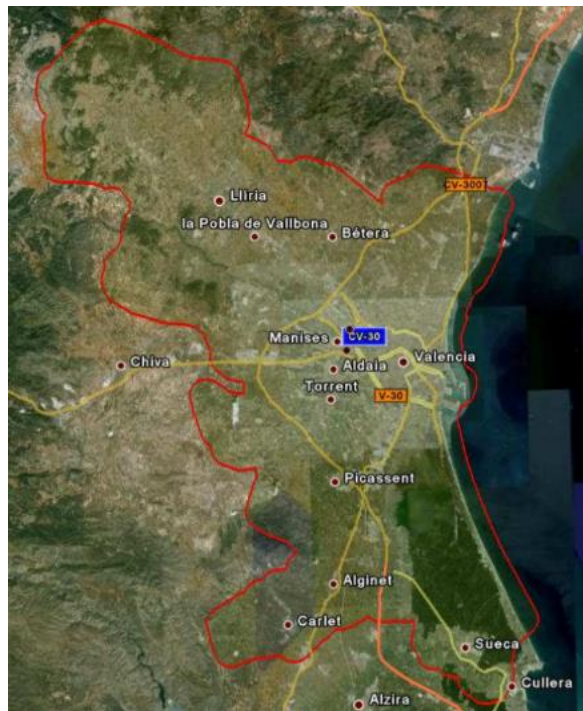 CV-3007
Llíria
la Pobla de Vallbona
Bétera
Manises
CV-30
Valencia
Chiva
Aldaia
Torrent
V-30
Picassent
Alginet
Carlet
Sueca
Cullera
Alzira